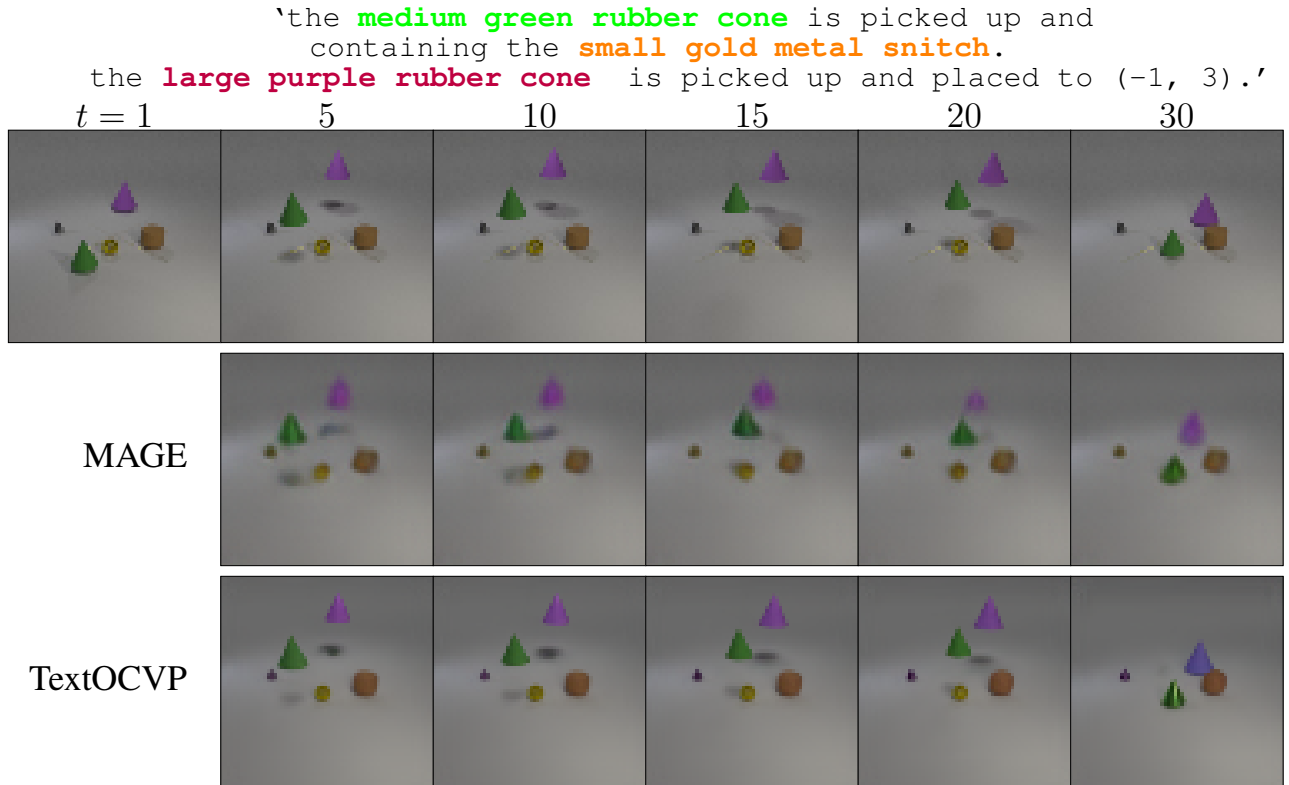 ‘the medium green rubber cone is picked up and
containing the small gold metal snitch.
the large purple rubber cone is picked up and placed to (-1, 3).’
t = 1 5 10 15 20 30
MAGE
TextOCVP